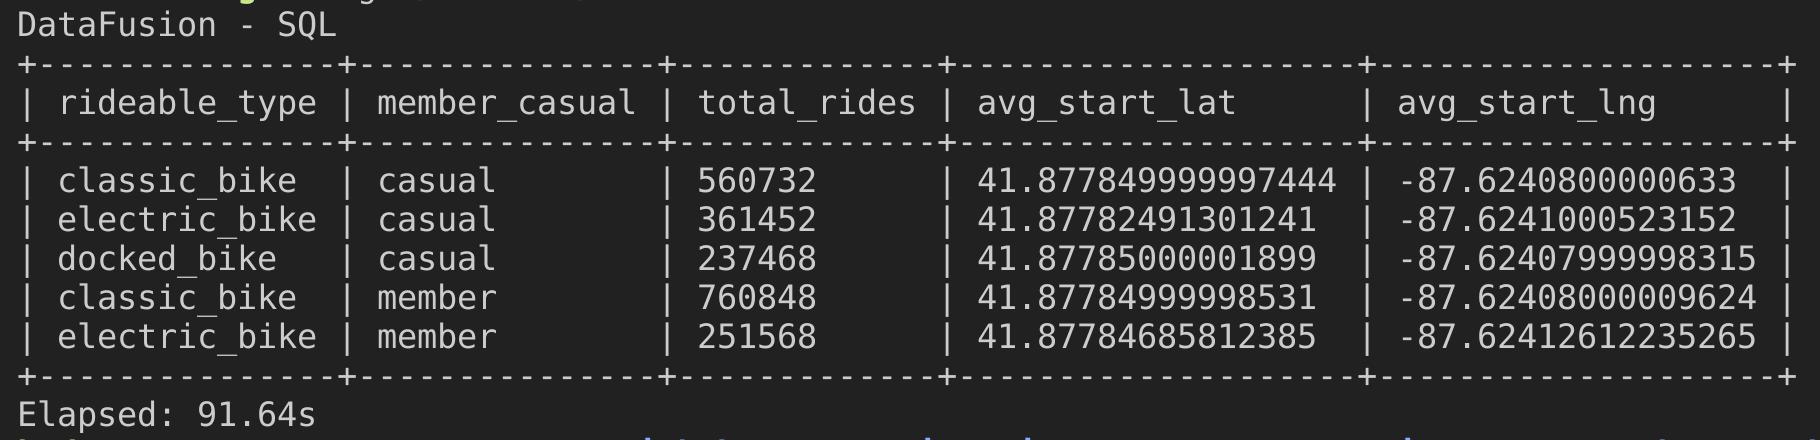 DataFusion - SQL
+---------------+---------------+-------------+--------------------+--------------------+
| rideable_type | member_casual | total_rides | avg_start_lat      | avg_start_lng      |
+---------------+---------------+-------------+--------------------+--------------------+
| classic_bike  | casual        | 560732      | 41.877849999997444 | -87.6240800000633  |
| electric_bike | casual        | 361452      | 41.87782491301241  | -87.6241000523152  |
| docked_bike   | casual        | 237468      | 41.87785000001899  | -87.62407999998315 |
| classic_bike  | member        | 760848      | 41.87784999998531  | -87.62408000009624 |
| electric_bike | member        | 251568      | 41.87784685812385  | -87.62412612235265 |
+---------------+---------------+-------------+--------------------+--------------------+
Elapsed: 91.64s